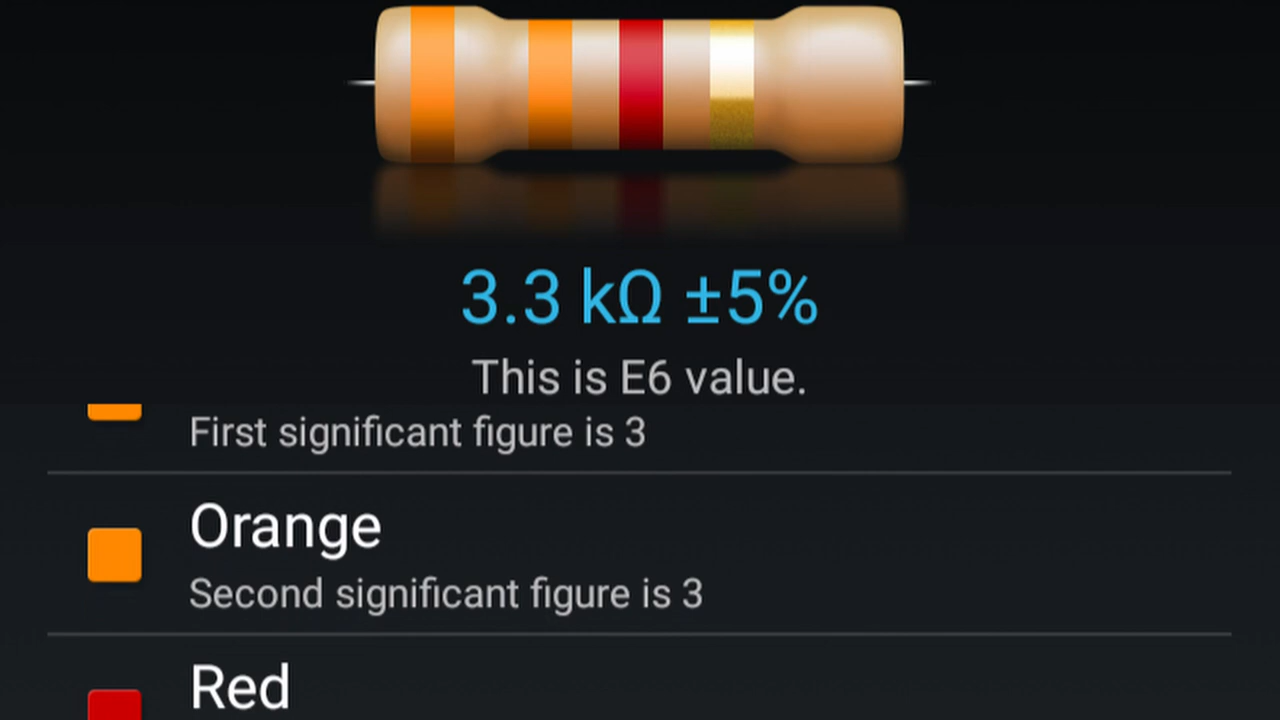 3.3 kΩ ±5%
This is E6 value.
First significant figure is 3
Orange
Second significant figure is 3
Red